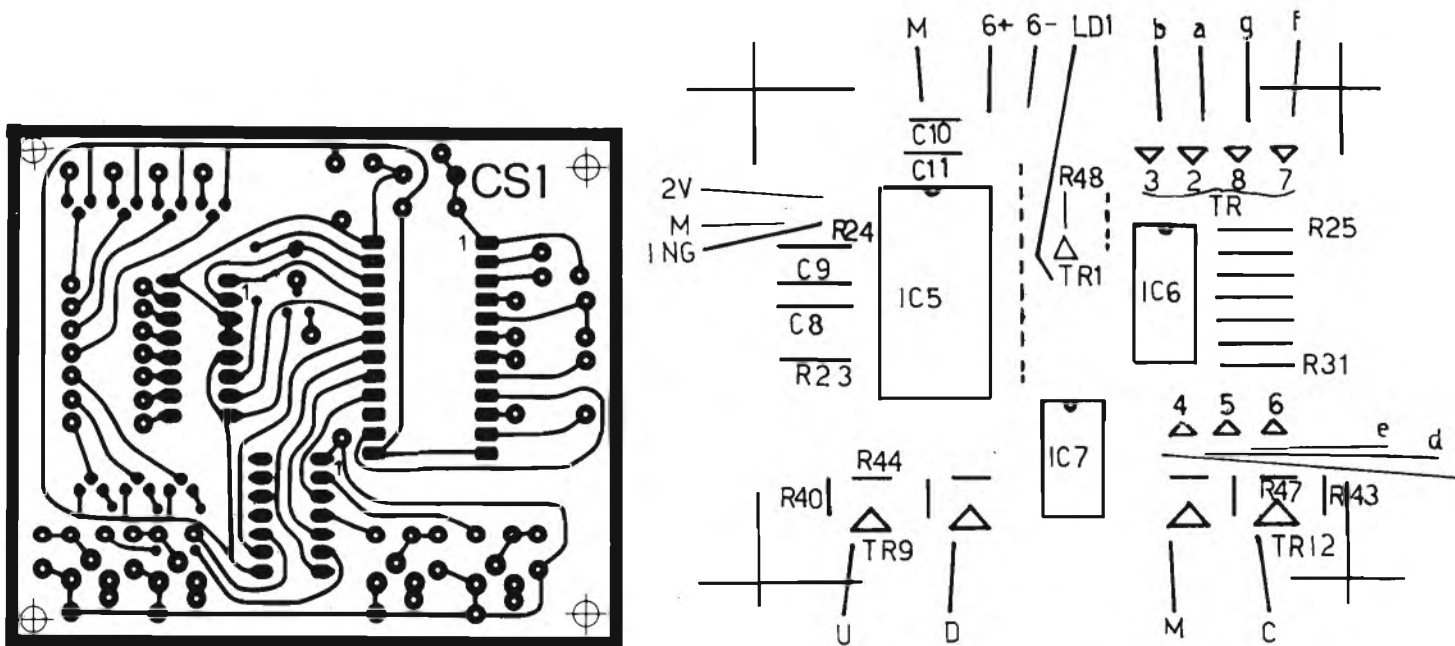 CS1
1
1
1
M 6+ 6- LD1 b a g f
C10
C11
R48
3 2 8 7
TR
2V
M
ING
R24
R25
C9
TR1
IC5
IC6
C8
R23
R31
4 5 6
e d
IC7
R44
R40
R47 R43
TR9
TR12
U D M C